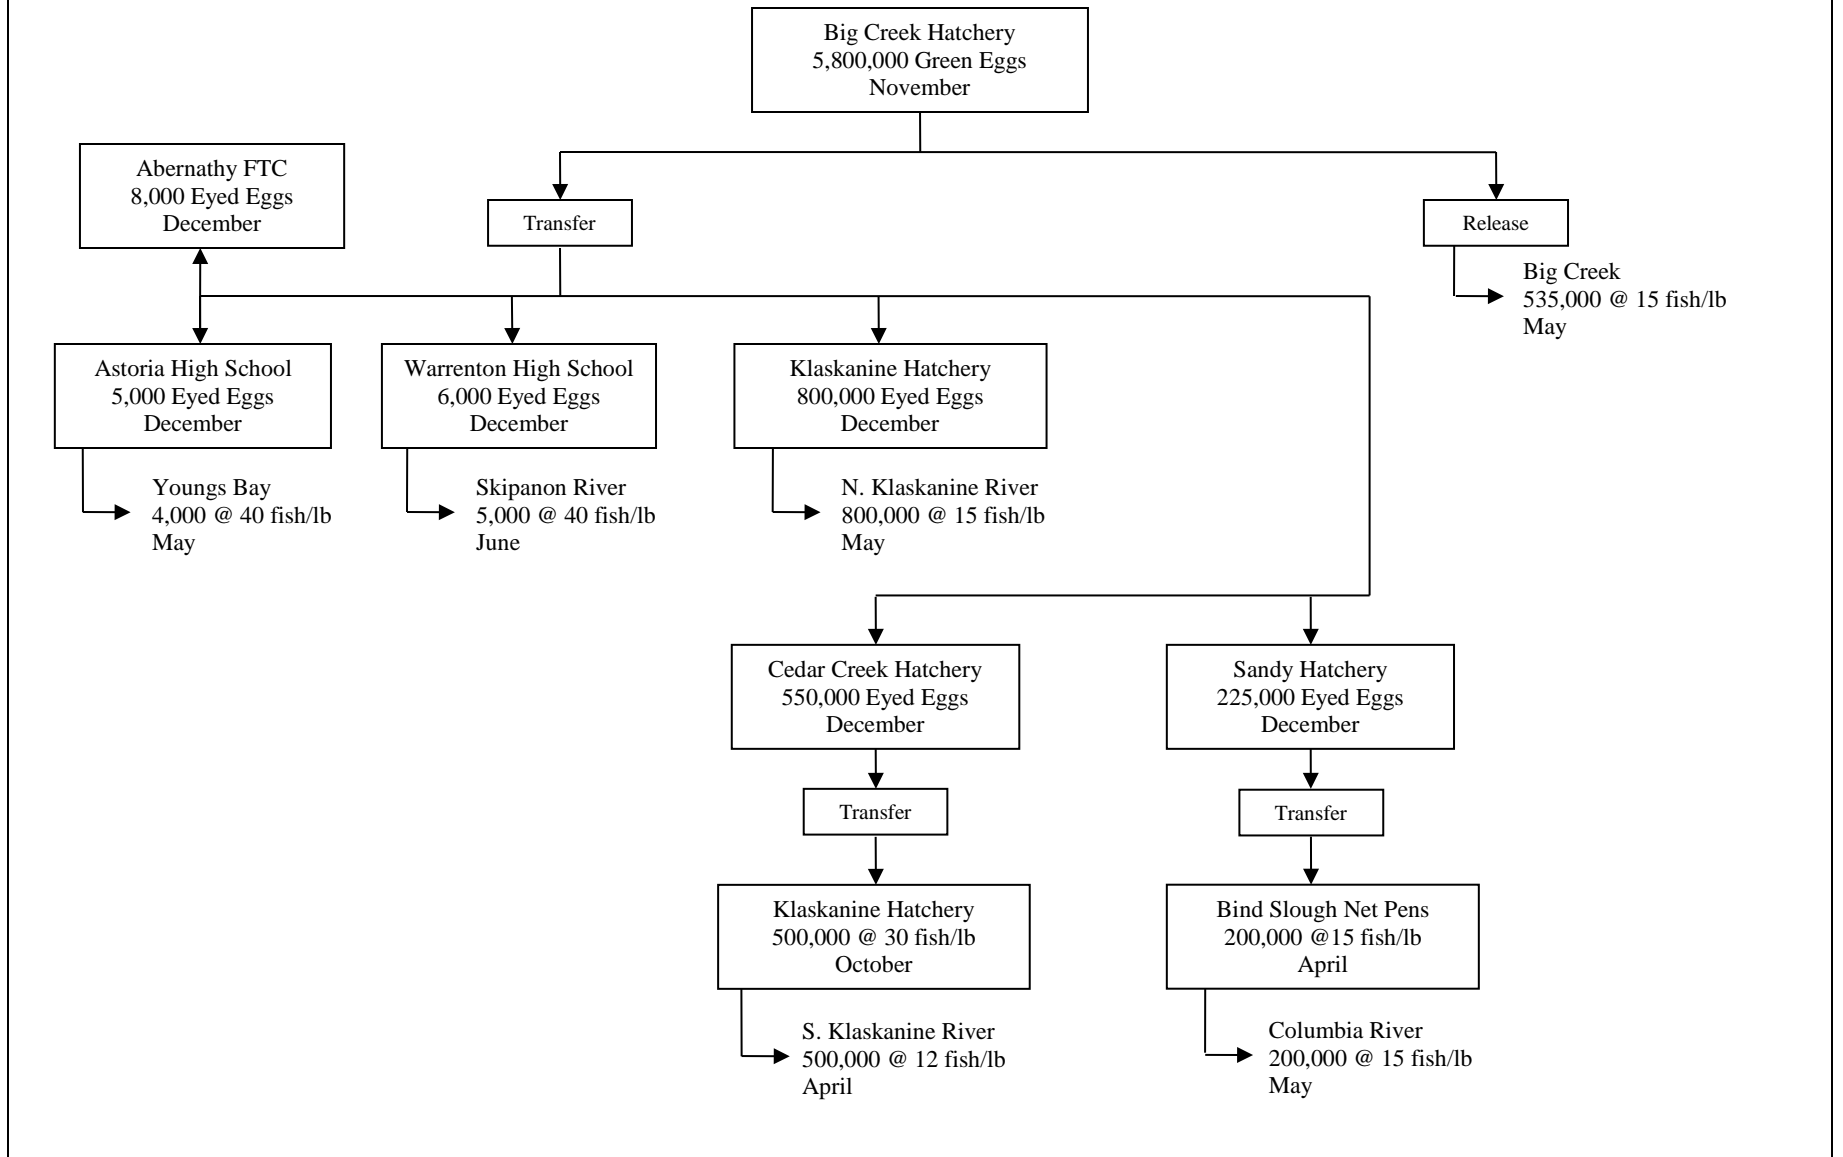 Big Creek Hatchery
5,800,000 Green Eggs
November
Abernathy FTC
8,000 Eyed Eggs
December
Transfer
Release
Big Creek
535,000 @ 15 fish/lb
May
Astoria High School
5,000 Eyed Eggs
December
Warrenton High School
6,000 Eyed Eggs
December
Klaskanine Hatchery
800,000 Eyed Eggs
December
Youngs Bay
4,000 @ 40 fish/lb
May
Skipanon River
5,000 @ 40 fish/lb
June
N. Klaskanine River
800,000 @ 15 fish/lb
May
Cedar Creek Hatchery
550,000 Eyed Eggs
December
Sandy Hatchery
225,000 Eyed Eggs
December
Transfer
Transfer
Klaskanine Hatchery
500,000 @ 30 fish/lb
October
Bind Slough Net Pens
200,000 @15 fish/lb
April
S. Klaskanine River
500,000 @ 12 fish/lb
April
Columbia River
200,000 @ 15 fish/lb
May